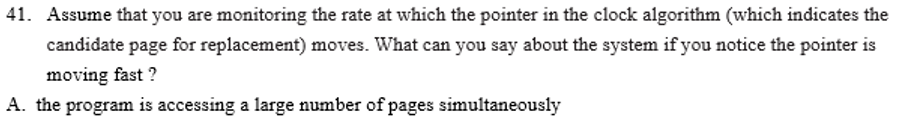 41. Assume that you are monitoring the rate at which the pointer in the clock algorithm (which indicates the
candidate page for replacement) moves. What can you say about the system if you notice the pointer is
moving fast ?
A. the program is accessing a large number of pages simultaneously